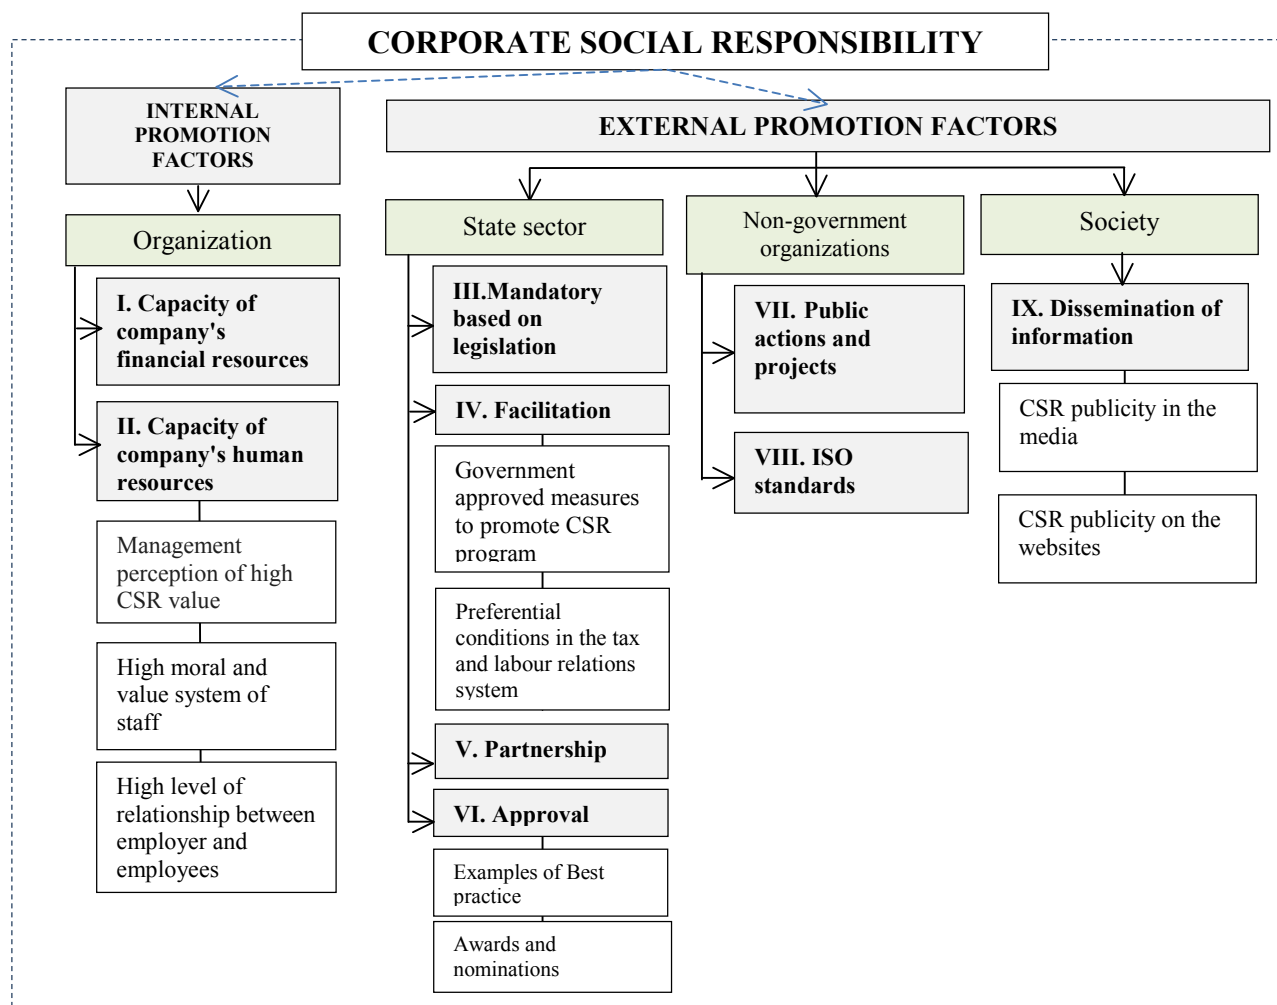 CORPORATE SOCIAL RESPONSIBILITY
INTERNAL
PROMOTION
FACTORS
Organization
I. Capacity of
company's
financial resources
II. Capacity of
company's human
resources
Management
perception of high
CSR value
High moral and
value system of
staff
High level of
relationship between
employer and
employees
EXTERNAL PROMOTION FACTORS
State sector
III.Mandatory
based on
legislation
IV. Facilitation
Government
approved measures
to promote CSR
program
Preferential
conditions in the tax
and labour relations
system
V. Partnership
VI. Approval
Examples of Best
practice
Awards and
nominations
Non-government
organizations
VII. Public
actions and
projects
VIII. ISO
standards
Society
IX. Dissemination of
information
CSR publicity in the
media
CSR publicity on the
websites